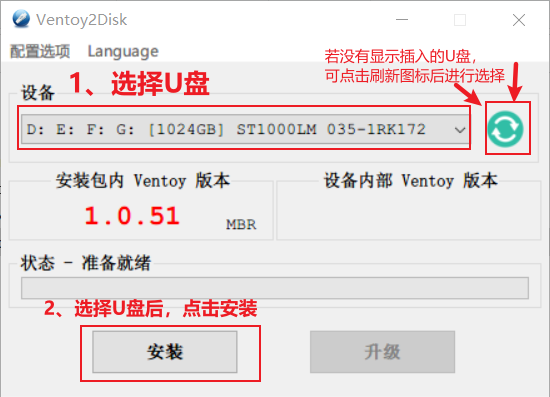 Ventoy2Disk
配置选项 Language
若没有显示插入的U盘,
可点击刷新图标后进行选择
1、选择U盘
设备
D: E: F: G: [1024GB] ST1000LM 035-1RK172
安装包内 Ventoy 版本
设备内部 Ventoy 版本
1.0.51
MBR
状态 - 准备就绪
2、选择U盘后，点击安装
安装
升级